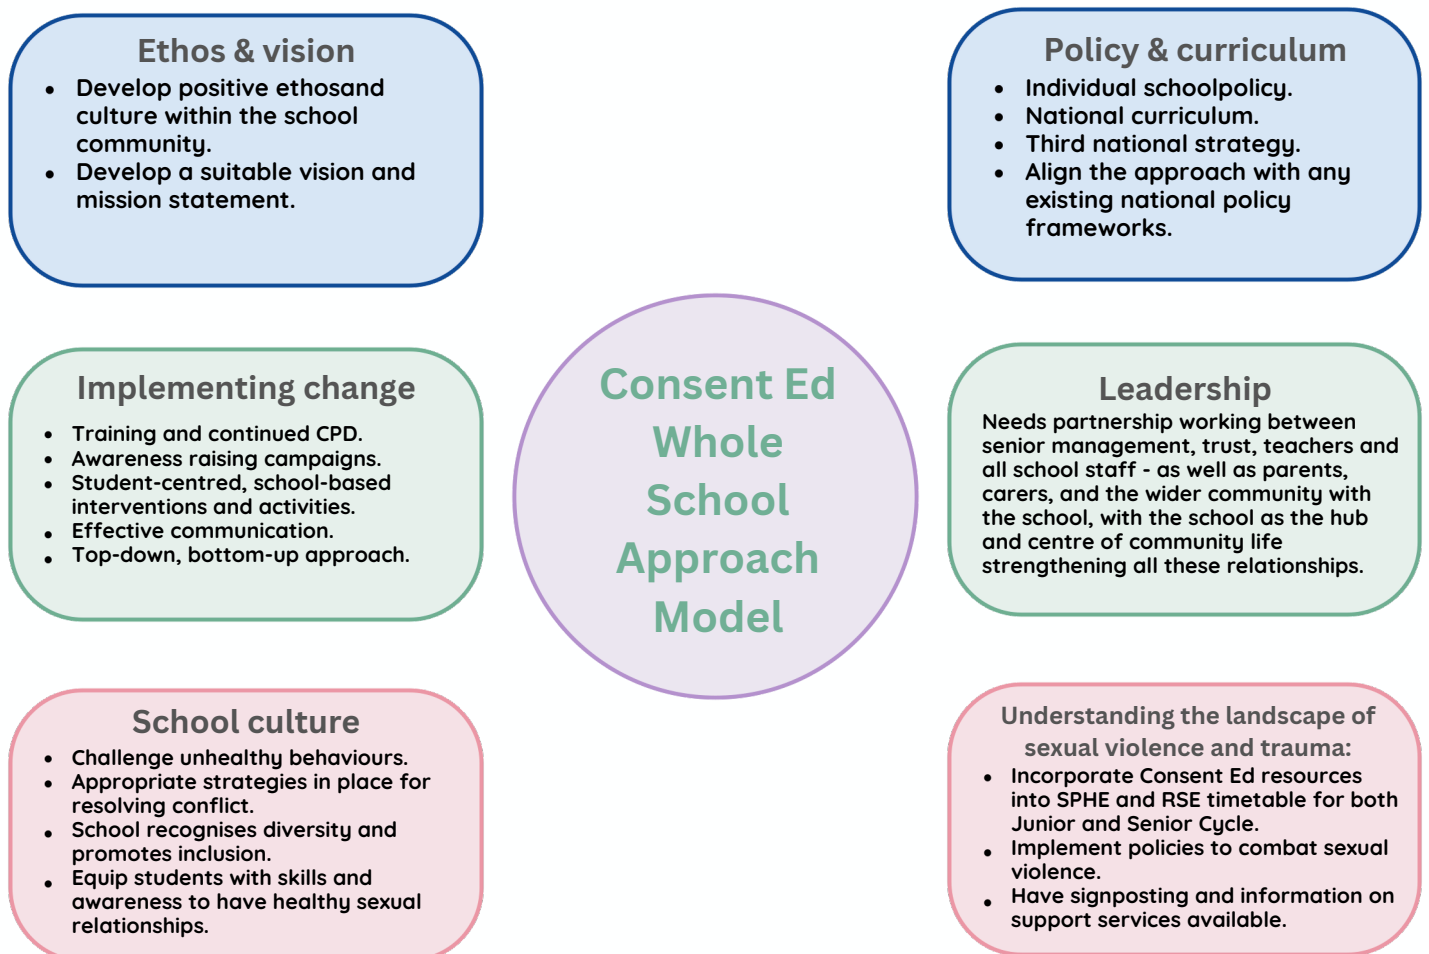 Ethos & vision
• Develop positive ethosand
culture within the school
community.
• Develop a suitable vision and
mission statement.
Policy & curriculum
• Individual schoolpolicy.
• National curriculum.
• Third national strategy.
• Align the approach with any
existing national policy
frameworks.
Implementing change
• Training and continued CPD.
• Awareness raising campaigns.
• Student-centred, school-based
interventions and activities.
• Effective communication.
• Top-down, bottom-up approach.
Consent Ed
Whole
School
Approach
Model
Leadership
Needs partnership working between
senior management, trust, teachers and
all school staff - as well as parents,
carers, and the wider community with
the school, with the school as the hub
and centre of community life
strengthening all these relationships.
School culture
• Challenge unhealthy behaviours.
• Appropriate strategies in place for
resolving conflict.
• School recognises diversity and
promotes inclusion.
• Equip students with skills and
awareness to have healthy sexual
relationships.
Understanding the landscape of
sexual violence and trauma:
• Incorporate Consent Ed resources
into SPHE and RSE timetable for both
Junior and Senior Cycle.
• Implement policies to combat sexual
violence.
• Have signposting and information on
support services available.